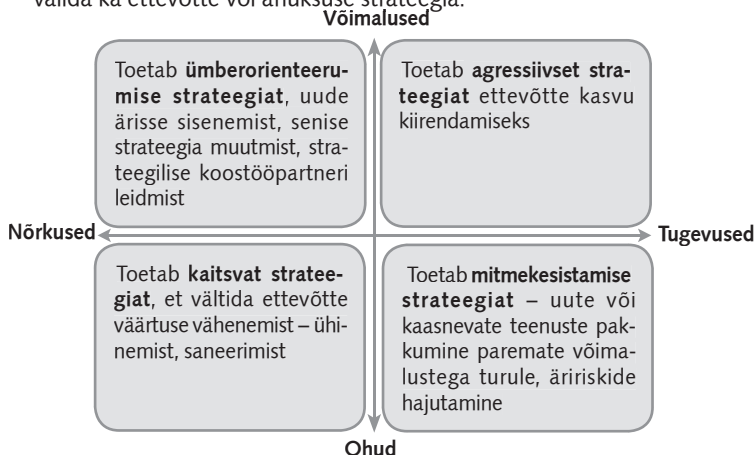 valida ka ettevõtte või äriüksuse strateegia.
Võimalused
Toetab ümberorienteeru-
mise strateegiat, uude
ärisse sisenemist, senise
strateegia muutmist, stra-
teegilise koostööpartneri
leidmist
Toetab agressiivset stra-
teegiat ettevõtte kasvu
kiirendamiseks
Nõrkused
Tugevused
Toetab kaitsvat stratee-
giat, et vältida ettevõtte
väärtuse vähenemist – ühi-
nemist, saneerimist
Toetab mitmekesistamise
strateegiat – uute või
kaasnevate teenuste pak-
kumine paremate võima-
lustega turule, äririskide
hajutamine
Ohud